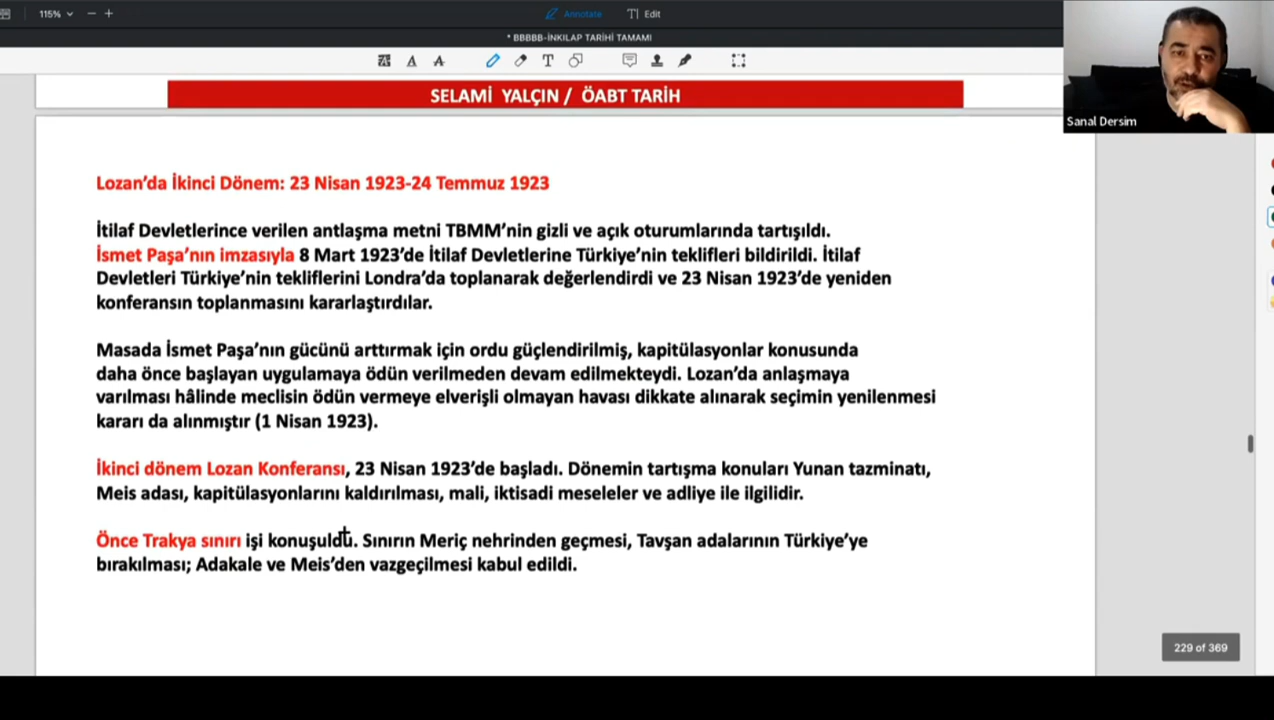 115%
Annotate
Edit
* BBBBB-İNKILAP TARİHİ TAMAMI
SELAMİ YALÇIN / ÖABT TARİH
Sanal Dersim
Lozan’da İkinci Dönem: 23 Nisan 1923-24 Temmuz 1923
İtilaf Devletlerince verilen antlaşma metni TBMM’nin gizli ve açık oturumlarında tartışıldı.
İsmet Paşa’nın imzasıyla 8 Mart 1923’de İtilaf Devletlerine Türkiye’nin teklifleri bildirildi. İtilaf
Devletleri Türkiye’nin tekliflerini Londra’da toplanarak değerlendirdi ve 23 Nisan 1923’de yeniden
konferansın toplanmasını kararlaştırdılar.
Masada İsmet Paşa’nın gücünü arttırmak için ordu güçlendirilmiş, kapitülasyonlar konusunda
daha önce başlayan uygulamaya ödün verilmeden devam edilmekteydi. Lozan’da anlaşmaya
varılması hâlinde meclisin ödün vermeye elverişli olmayan havası dikkate alınarak seçimin yenilenmesi
kararı da alınmıştır (1 Nisan 1923).
İkinci dönem Lozan Konferansı, 23 Nisan 1923’de başladı. Dönemin tartışma konuları Yunan tazminatı,
Meis adası, kapitülasyonlarını kaldırılması, mali, iktisadi meseleler ve adliye ile ilgilidir.
Önce Trakya sınırı işi konuşuldu. Sınırın Meriç nehrinden geçmesi, Tavşan adalarının Türkiye’ye
bırakılması; Adakale ve Meis’den vazgeçilmesi kabul edildi.
229 of 369